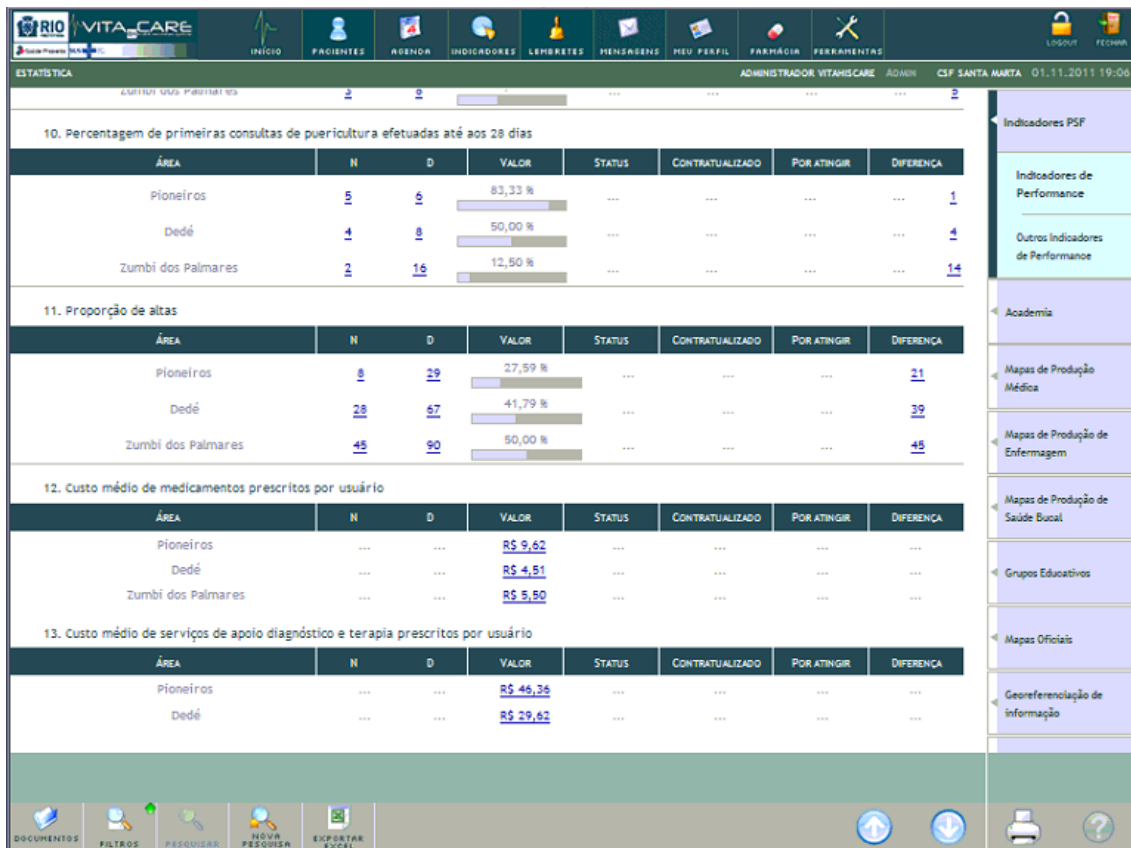 RIO VITA_CARE
INÍCIO PACIENTES AGENDA INDICADORES LEMBRETES MENSAGENS MEU PERFIL FARMÁCIA FERRAMENTAS LOGOUT FECHAR
ESTATÍSTICA ADMINISTRADOR VITAHISCARE ADMIN CSF SANTA MARTA 01.11.2011 19:06
Zumbi dos Palmares 3 8 ... ... ... 5
10. Percentagem de primeiras consultas de puericultura efetuadas até aos 28 dias
ÁREA N D VALOR STATUS CONTRATUALIZADO POR ATINGIR DIFERENÇA
Pioneiros 5 6 83,33 % ... ... ... ... 1
Dedé 4 8 50,00 % ... ... ... ... 4
Zumbi dos Palmares 2 16 12,50 % ... ... ... ... 14
11. Proporção de altas
ÁREA N D VALOR STATUS CONTRATUALIZADO POR ATINGIR DIFERENÇA
Pioneiros 8 29 27,59 % ... ... ... 21
Dedé 28 67 41,79 % ... ... ... 39
Zumbi dos Palmares 45 90 50,00 % ... ... ... 45
12. Custo médio de medicamentos prescritos por usuário
ÁREA N D VALOR STATUS CONTRATUALIZADO POR ATINGIR DIFERENÇA
Pioneiros ... ... R$ 9,62 ... ... ... ...
Dedé ... ... R$ 4,51 ... ... ... ...
Zumbi dos Palmares ... ... R$ 5,50 ... ... ... ...
13. Custo médio de serviços de apoio diagnóstico e terapia prescritos por usuário
ÁREA N D VALOR STATUS CONTRATUALIZADO POR ATINGIR DIFERENÇA
Pioneiros ... ... R$ 46,36 ... ... ... ...
Dedé ... ... R$ 29,62 ... ... ... ...
Indicadores PSF
Indicadores de
Performance
Outros Indicadores
de Performance
Academia
Mapas de Produção
Médica
Mapas de Produção de
Enfermagem
Mapas de Produção de
Saúde Bucal
Grupos Educativos
Mapas Oficiais
Georeferenciação de
informação
DOCUMENTOS FILTROS PESQUISAR NOVA PESQUISA EXPORTAR EXCEL